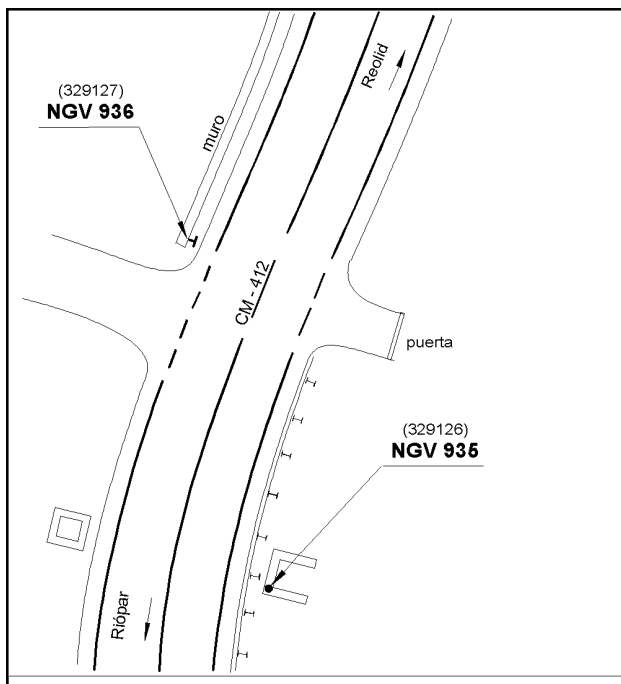 Reolid
(329127)
NGV 936
muro
CM - 412
puerta
(329126)
NGV 935
Riópar